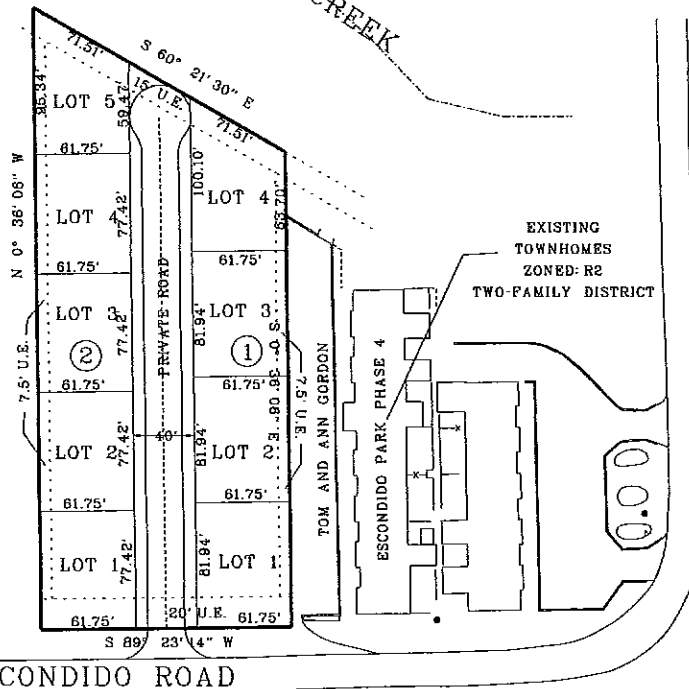 CREEK
71.51'
S 60° 21' 30" E
15' U.E.
71.51'
95.34'
LOT 5
59.47'
61.75'
N 0° 36' 06" W
100.10'
LOT 4
LOT 4
77.42'
61.75'
61.75'
EXISTING
TOWNHOMES
ZONED: R2
TWO-FAMILY DISTRICT
PRIVATE ROAD
LOT 3
77.42'
LOT 3
81.94'
S 0° 36' 06" E
2
1
7.5' U.E.
7.5' U.E.
61.75'
61.75'
TOM AND ANN GORDON
ESCONDIDO PARK PHASE 4
40'
LOT 2
77.42'
LOT 2
81.94'
61.75'
61.75'
LOT 1
77.42'
LOT 1
81.94'
20' U.E.
61.75'
61.75'
S 89° 23' 14" W
CONDIDO ROAD